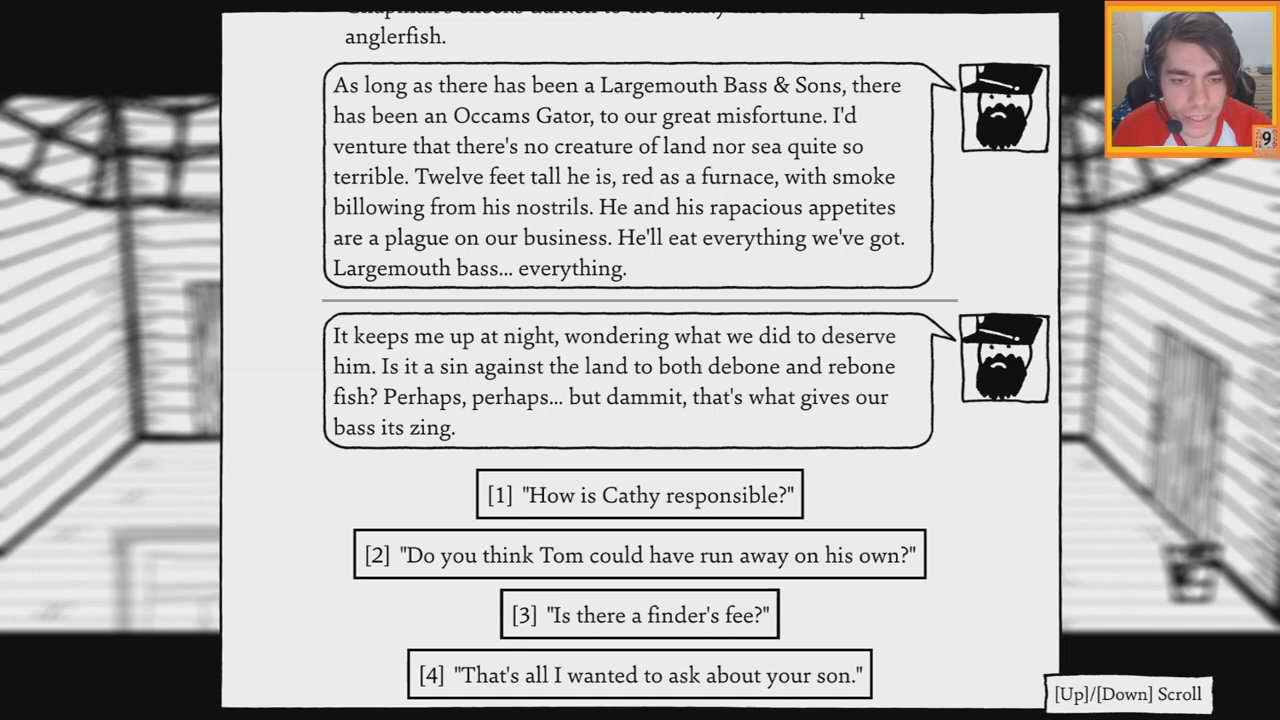 anglerfish.
As long as there has been a Largemouth Bass & Sons, there
has been an Occams Gator, to our great misfortune. I'd
venture that there's no creature of land nor sea quite so
terrible. Twelve feet tall he is, red as a furnace, with smoke
billowing from his nostrils. He and his rapacious appetites
are a plague on our business. He'll eat everything we've got.
Largemouth bass... everything.
It keeps me up at night, wondering what we did to deserve
him. Is it a sin against the land to both debone and rebone
fish? Perhaps, perhaps... but dammit, that's what gives our
bass its zing.
[1] "How is Cathy responsible?"
[2] "Do you think Tom could have run away on his own?"
[3] "Is there a finder's fee?"
[4] "That's all I wanted to ask about your son."
[Up]/[Down] Scroll
9